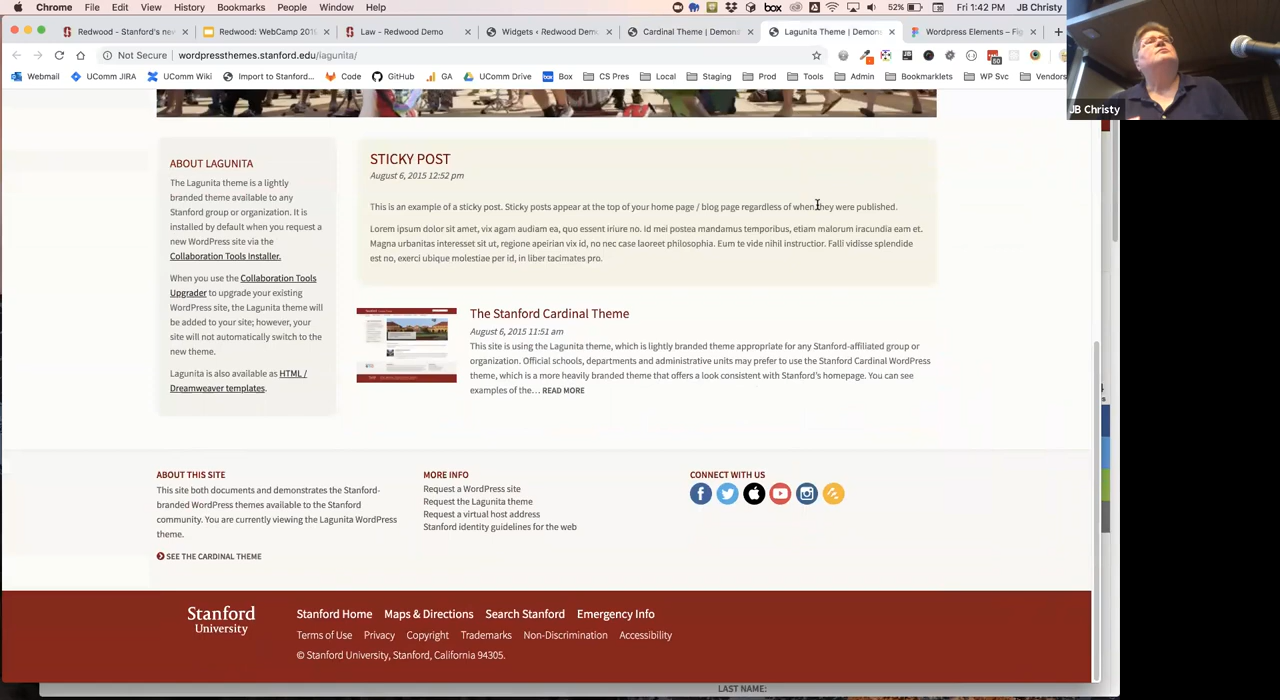 Chrome File Edit View History Bookmarks People Window Help 52% Fri 1:42 PM JB Christy
Redwood - Stanford's new
Redwood: WebCamp 2019
Law - Redwood Demo
Widgets ‹ Redwood Demo
Cardinal Theme | Demons
Lagunita Theme | Demons
Wordpress Elements – Fig
Not Secure wordpressthemes.stanford.edu/lagunita/
Webmail UComm JIRA UComm Wiki Import to Stanford... Code GitHub GA UComm Drive Box CS Pres Local Staging Prod Tools Admin Bookmarklets WP Svc Vendors
JB Christy
ABOUT LAGUNITA
The Lagunita theme is a lightly
branded theme available to any
Stanford group or organization. It is
installed by default when you request a
new WordPress site via the
Collaboration Tools Installer.
When you use the Collaboration Tools
Upgrader to upgrade your existing
WordPress site, the Lagunita theme will
be added to your site; however, your
site will not automatically switch to the
new theme.
Lagunita is also available as HTML /
Dreamweaver templates.
STICKY POST
August 6, 2015 12:52 pm
This is an example of a sticky post. Sticky posts appear at the top of your home page / blog page regardless of when they were published.
Lorem ipsum dolor sit amet, vix agam audiam ea, quo essent iriure no. Id mei postea mandamus temporibus, etiam malorum iracundia eam et.
Magna urbanitas interesset sit ut, regione apeirian vix id, no nec case laoreet philosophia. Eum te vide nihil instructior. Falli vidisse splendide
est no, exerci ubique molestiae per id, in liber tacimates pro.
The Stanford Cardinal Theme
August 6, 2015 11:51 am
This site is using the Lagunita theme, which is lightly branded theme appropriate for any Stanford-affiliated group or
organization. Official schools, departments and administrative units may prefer to use the Stanford Cardinal WordPress
theme, which is a more heavily branded theme that offers a look consistent with Stanford's homepage. You can see
examples of the... READ MORE
ABOUT THIS SITE
This site both documents and demonstrates the Stanford-
branded WordPress themes available to the Stanford
community. You are currently viewing the Lagunita WordPress
theme.
SEE THE CARDINAL THEME
MORE INFO
Request a WordPress site
Request the Lagunita theme
Request a virtual host address
Stanford identity guidelines for the web
CONNECT WITH US
Stanford
University
Stanford Home Maps & Directions Search Stanford Emergency Info
Terms of Use Privacy Copyright Trademarks Non-Discrimination Accessibility
© Stanford University, Stanford, California 94305.
LAST NAME: